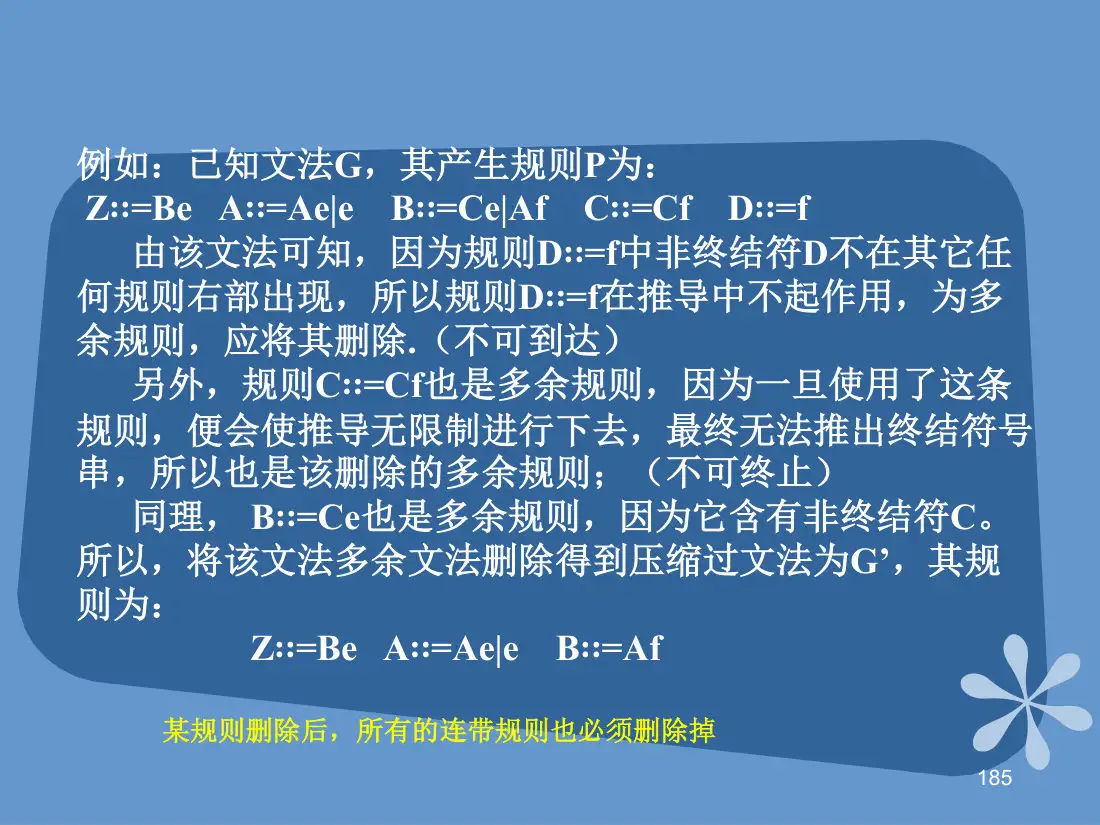 例如：已知文法G，其产生规则P为：
Z::=Be A::=Ae|e B::=Ce|Af C::=Cf D::=f
由该文法可知，因为规则D::=f中非终结符D不在其它任
何规则右部出现，所以规则D::=f在推导中不起作用，为多
余规则，应将其删除.（不可到达）
另外，规则C::=Cf也是多余规则，因为一旦使用了这条
规则，便会使推导无限制进行下去，最终无法推出终结符号
串，所以也是该删除的多余规则；（不可终止）
同理， B::=Ce也是多余规则，因为它含有非终结符C。
所以，将该文法多余文法删除得到压缩过文法为G’，其规
则为：
Z::=Be A::=Ae|e B::=Af
某规则删除后，所有的连带规则也必须删除掉
185